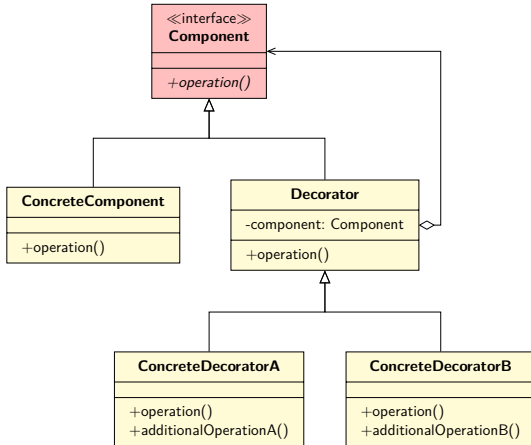 ≪interface≫
Component
+operation()
ConcreteComponent
+operation()
Decorator
-component: Component
+operation()
ConcreteDecoratorA
+operation()
+additionalOperationA()
ConcreteDecoratorB
+operation()
+additionalOperationB()